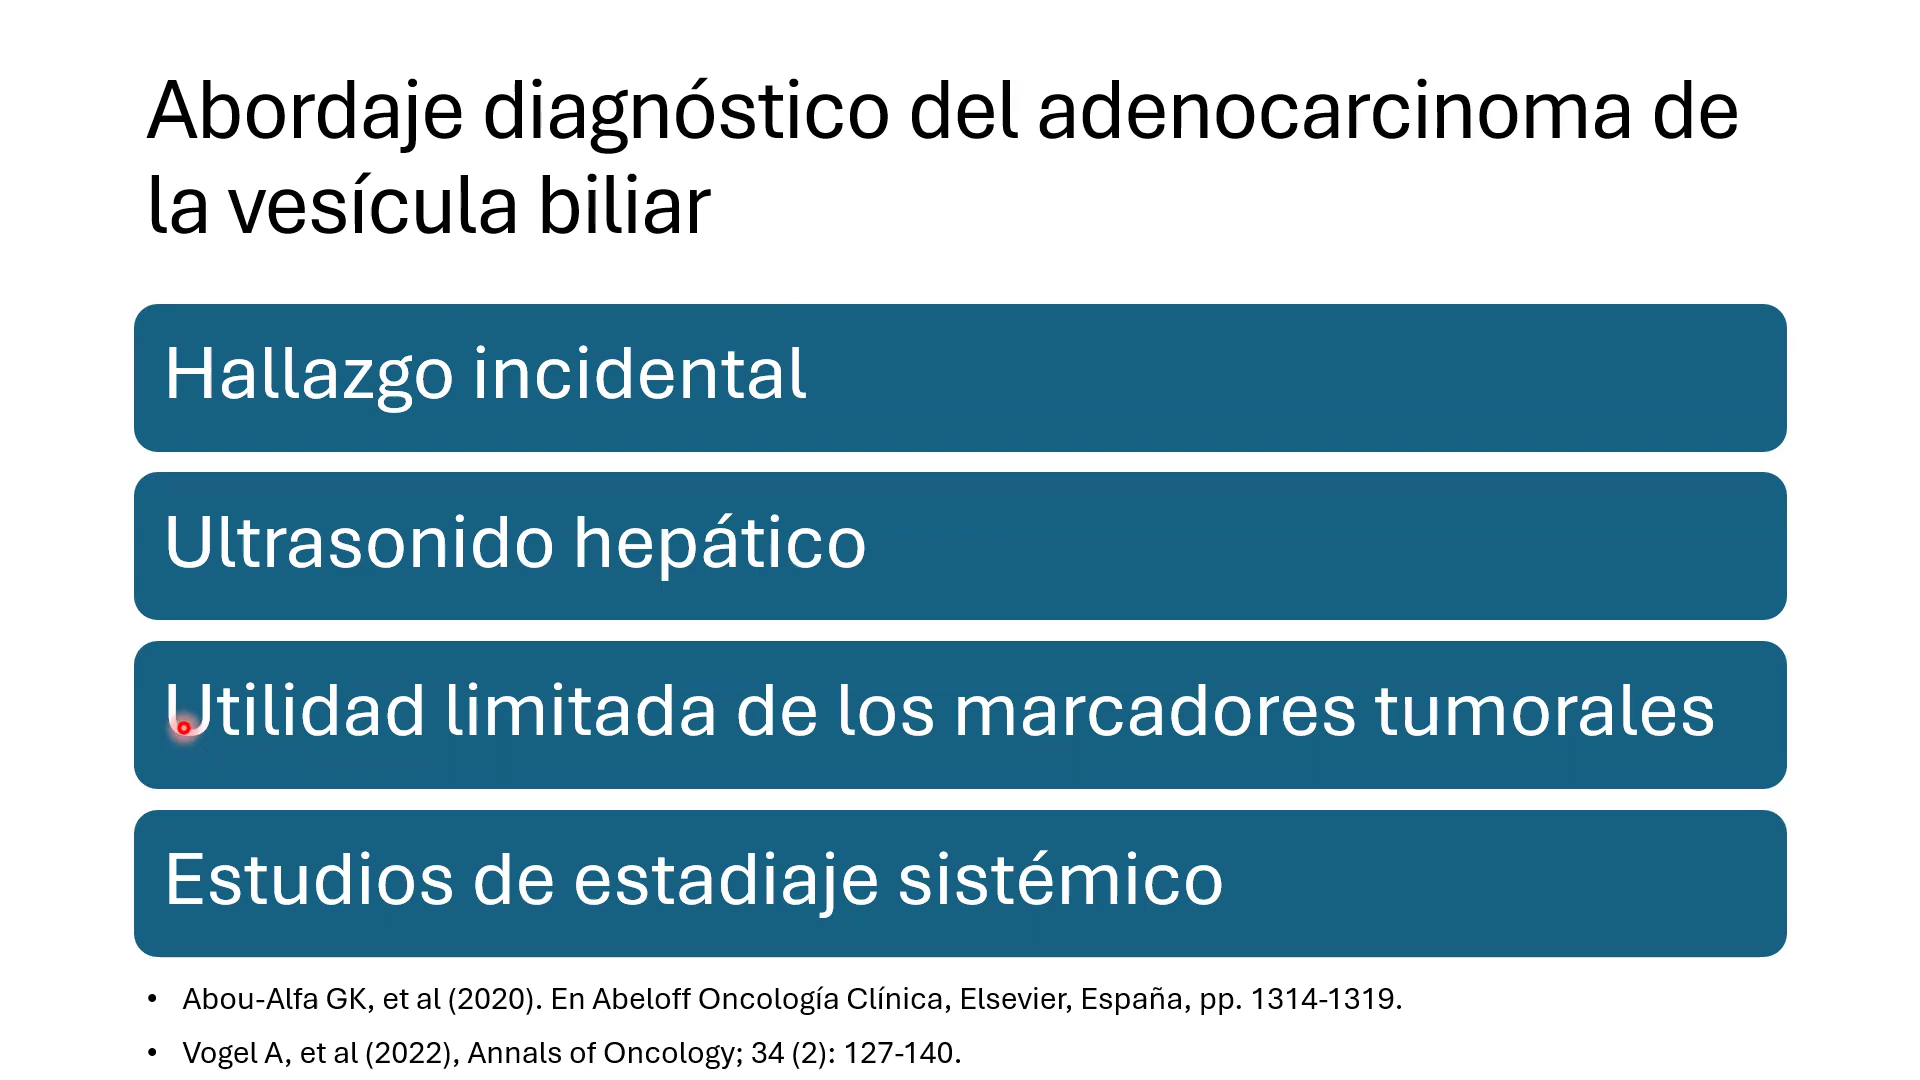 Abordaje diagnóstico del adenocarcinoma de
la vesícula biliar
Hallazgo incidental
Ultrasonido hepático
Utilidad limitada de los marcadores tumorales
Estudios de estadiaje sistémico
• Abou-Alfa GK, et al (2020). En Abeloff Oncología Clínica, Elsevier, España, pp. 1314-1319.
• Vogel A, et al (2022), Annals of Oncology; 34 (2): 127-140.